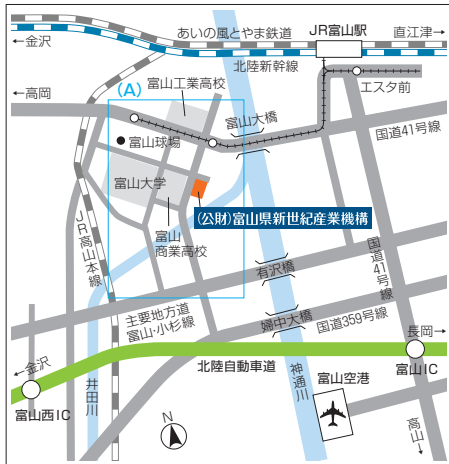 あいの風とやま鉄道
JR富山駅
直江津→
←金沢
北陸新幹線
富山工業高校
エスタ前
(A)
←高岡
富山大橋
国道41号線
富山球場
富山大学
(公財)富山県新世紀産業機構
富山
商業高校
JR高山本線
国道41号線
有沢橋
主要地方道
富山・小杉線
婦中大橋
国道359号線
長岡→
←金沢
北陸自動車道
富山IC
富山西IC
井田川
神通川
富山空港
高山→
N